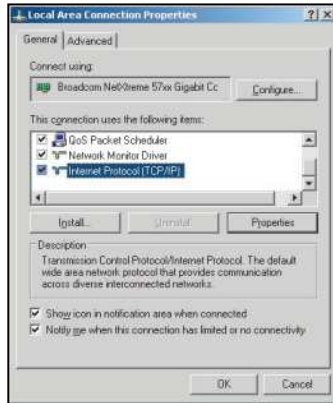 Local Area Connection Properties
General Advanced
Connect using:
Broadcom NetXtreme 57xx Gigabit Cc Configure...
This connection uses the following items:
QoS Packet Scheduler
Network Monitor Driver
Internet Protocol (TCP/IP)
Install... Uninstall Properties
Description
Transmission Control Protocol/Internet Protocol. The default
wide area network protocol that provides communication
across diverse interconnected networks.
Show icon in notification area when connected
Notify me when this connection has limited or no connectivity
OK Cancel